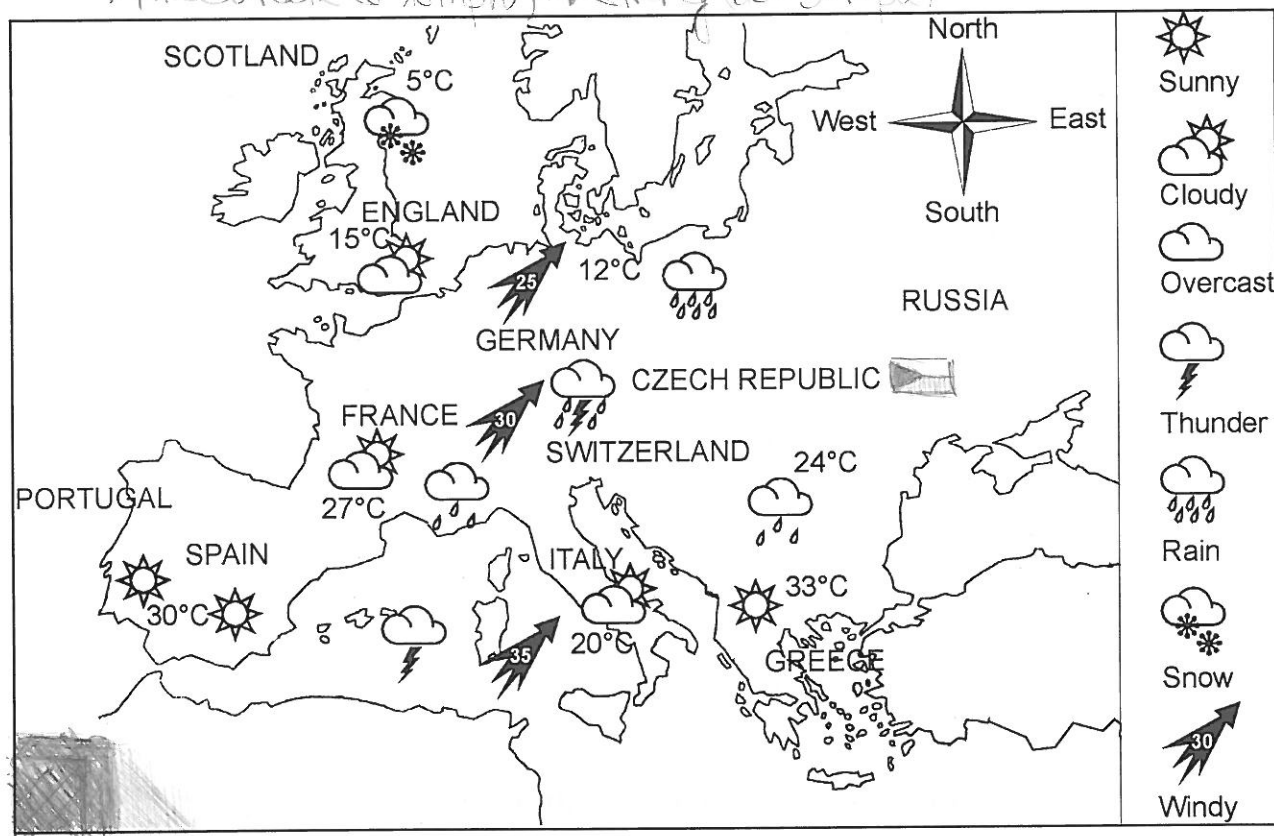 North
SCOTLAND
5°C
Sunny
West
East
Cloudy
South
ENGLAND
15°C
25
12°C
Overcast
RUSSIA
GERMANY
CZECH REPUBLIC
30
FRANCE
Thunder
SWITZERLAND
24°C
PORTUGAL
27°C
SPAIN
ITALY
Rain
33°C
30°C
35
20°C
GREECE
Snow
30
Windy